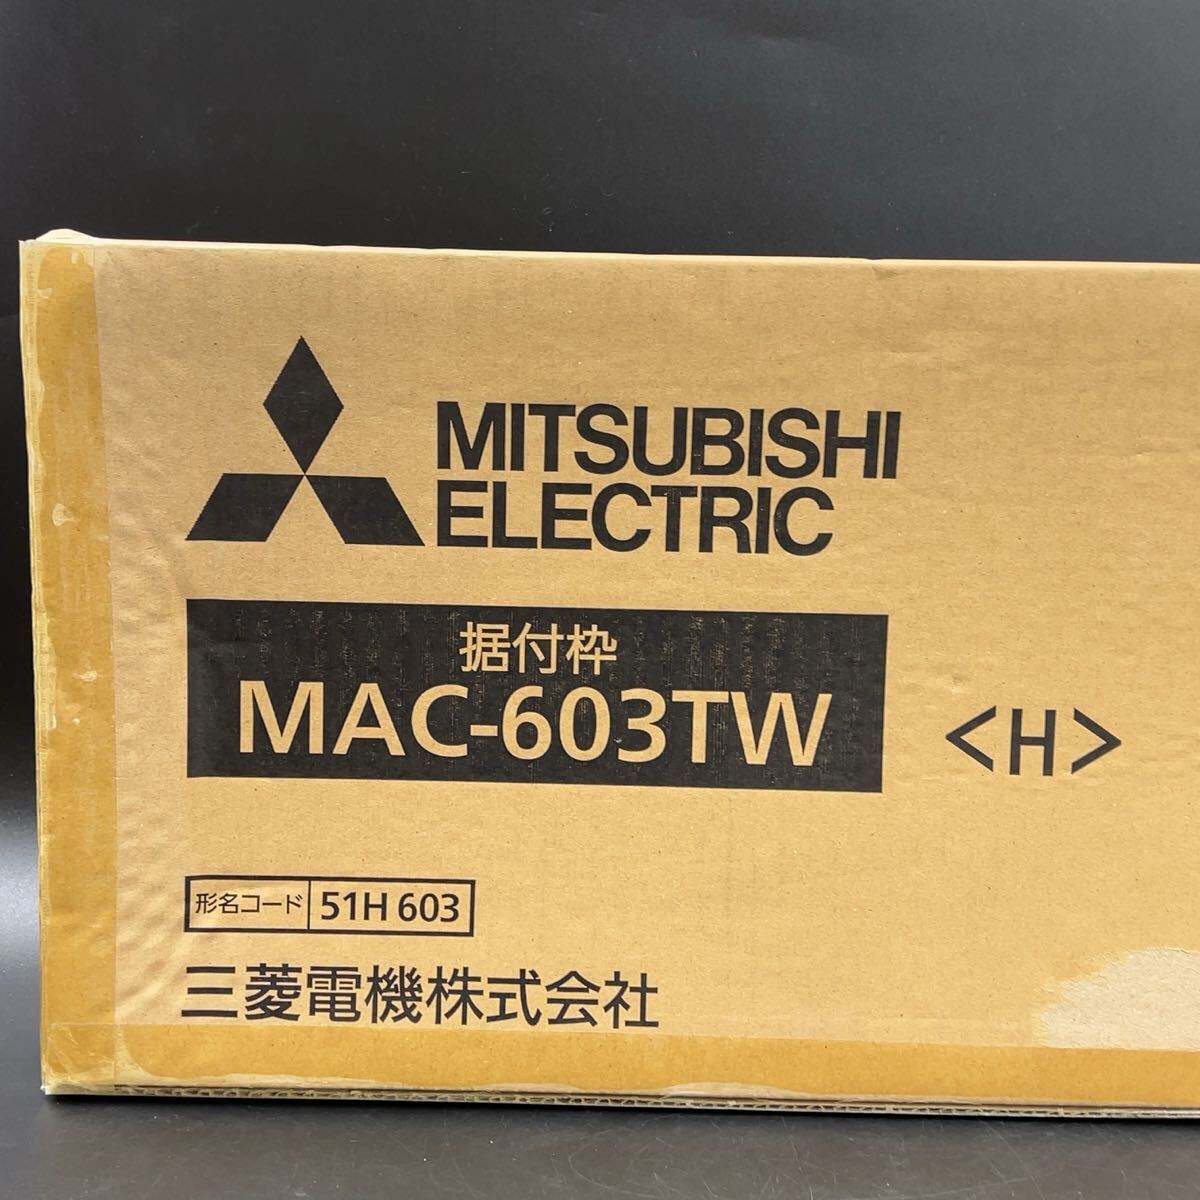 MITSUBISHI
ELECTRIC
据付枠
MAC-603TW
<H>
形名コード 51H 603
三菱電機株式会社